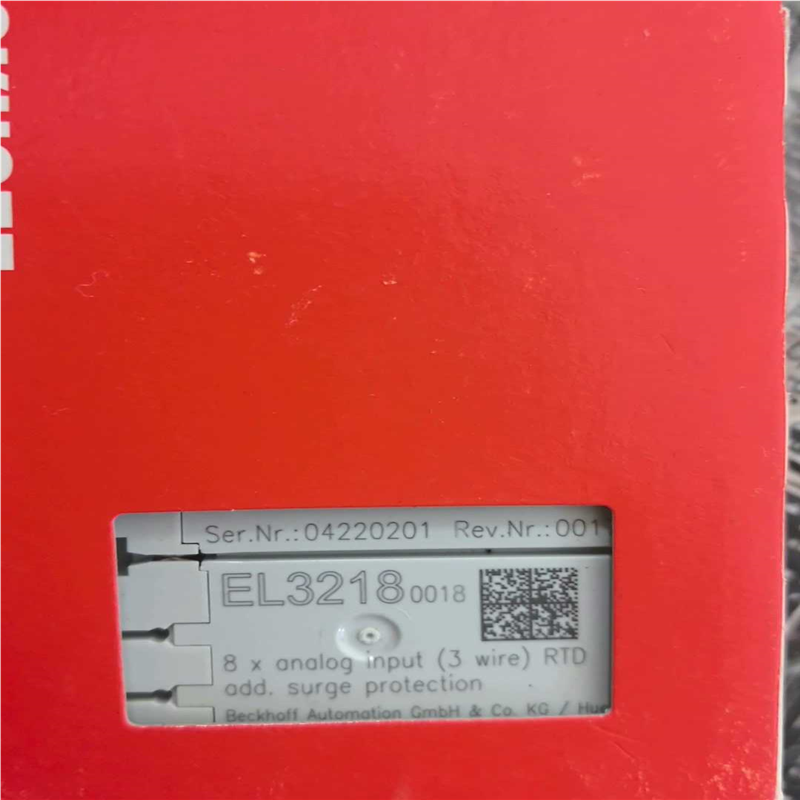 Ser.Nr.: 04220201 Rev.Nr.: 001
EL3218 0018
8 x analog input (3 wire) RTD
add. surge protection
Beckhoff Automation GmbH & Co. KG /